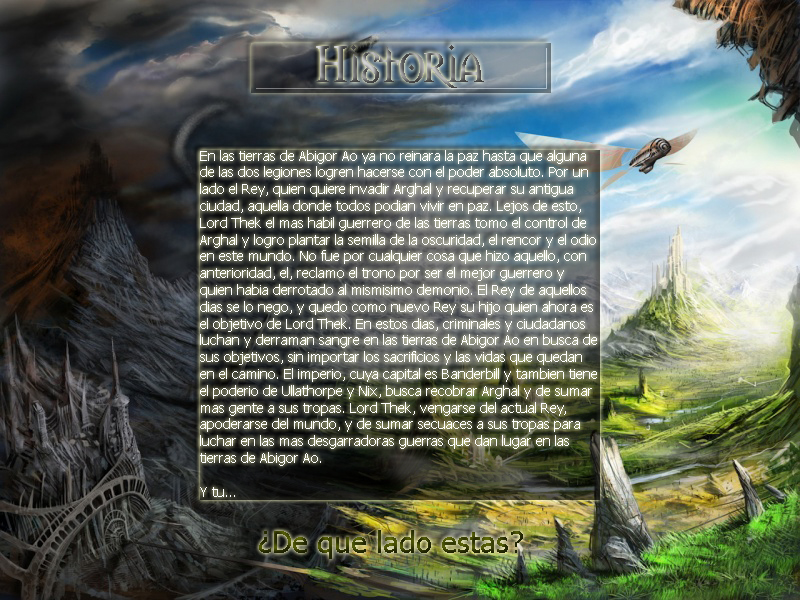 Historia
En las tierras de Abigor Ao ya no reinara la paz hasta que alguna
de las dos legiones logren hacerse con el poder absoluto. Por un
lado el Rey, quien quiere invadir Arghal y recuperar su antigua
ciudad, aquella donde todos podian vivir en paz. Lejos de esto,
Lord Thek el mas habil guerrero de las tierras tomo el control de
Arghal y logro plantar la semilla de la oscuridad, el rencor y el odio
en este mundo. No fue por cualquier cosa que hizo aquello, con
anterioridad, el, reclamo el trono por ser el mejor guerrero y
quien habia derrotado al mismisimo demonio. El Rey de aquellos
dias se lo nego, y quedo como nuevo Rey su hijo quien ahora es
el objetivo de Lord Thek. En estos dias, criminales y ciudadanos
luchan y derraman sangre en las tierras de Abigor Ao en busca de
sus objetivos, sin importar los sacrificios y las vidas que quedan
en el camino. El imperio, cuya capital es Banderbill y tambien tiene
el poderio de Ullathorpe y Nix, busca recobrar Arghal y de sumar
mas gente a sus tropas. Lord Thek, vengarse del actual Rey,
apoderarse del mundo, y de sumar secuaces a sus tropas para
luchar en las mas desgarradoras guerras que dan lugar en las
tierras de Abigor Ao.
Y tu...
¿De que lado estas?